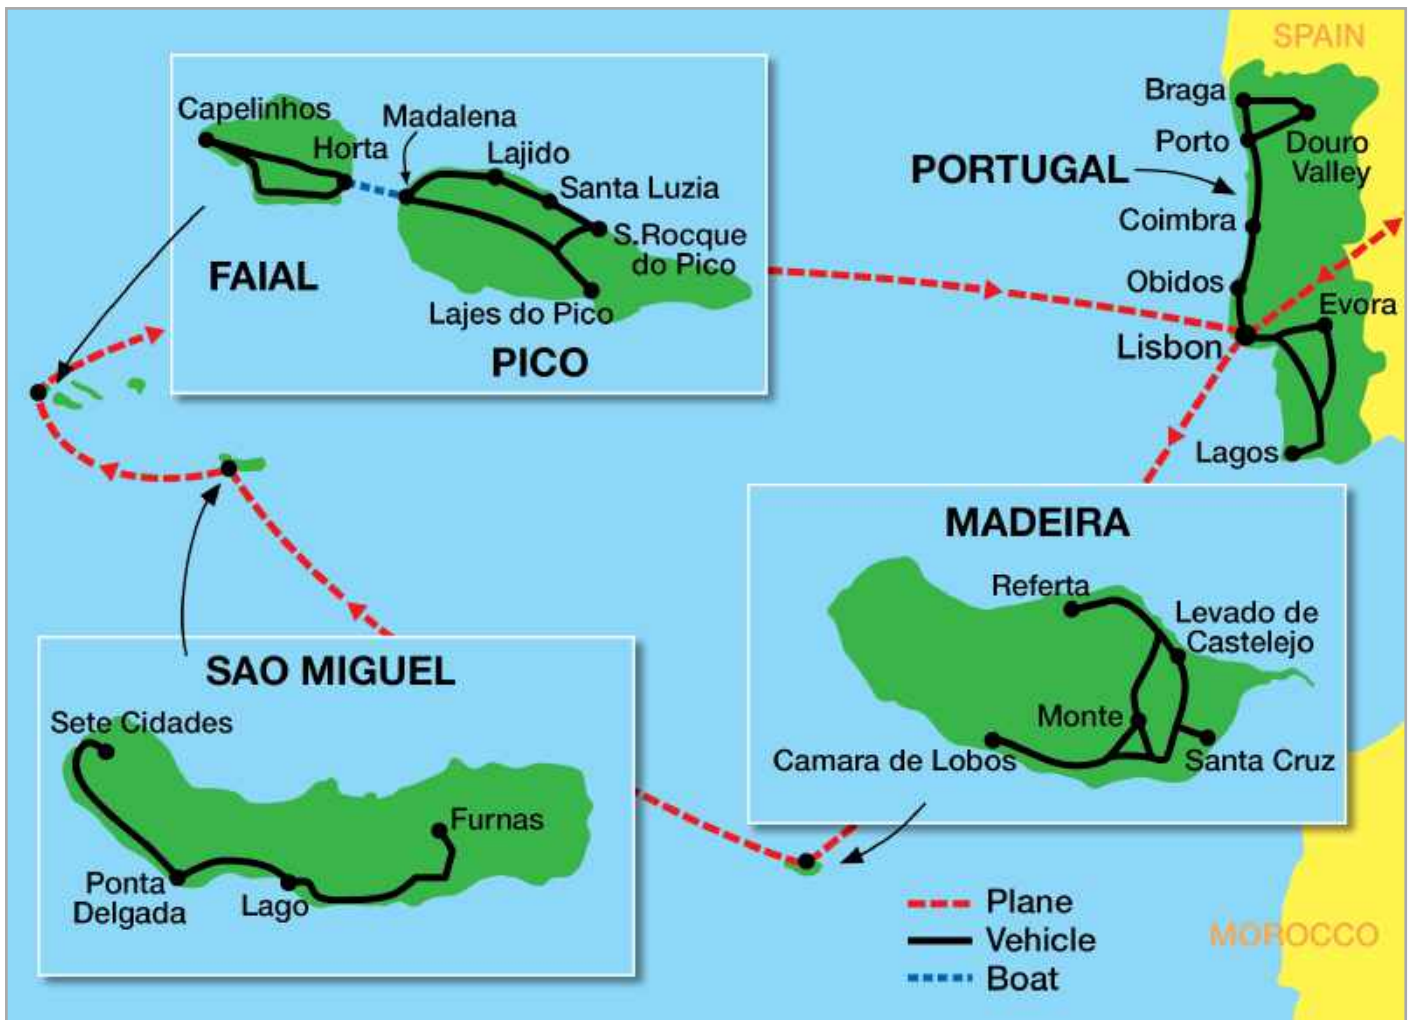 SPAIN
Braga
Porto
Douro
Valley
PORTUGAL
Coimbra
Obidos
Evora
Lisbon
Lagos
Capelinhos
Horta
Madalena
Lajido
Santa Luzia
S.Rocque
do Pico
Lajes do Pico
FAIAL
PICO
MADEIRA
Referta
Levado de
Castelejo
Monte
Camara de Lobos
Santa Cruz
SAO MIGUEL
Sete Cidades
Furnas
Ponta
Delgada
Lago
Plane
Vehicle
Boat
MOROCCO